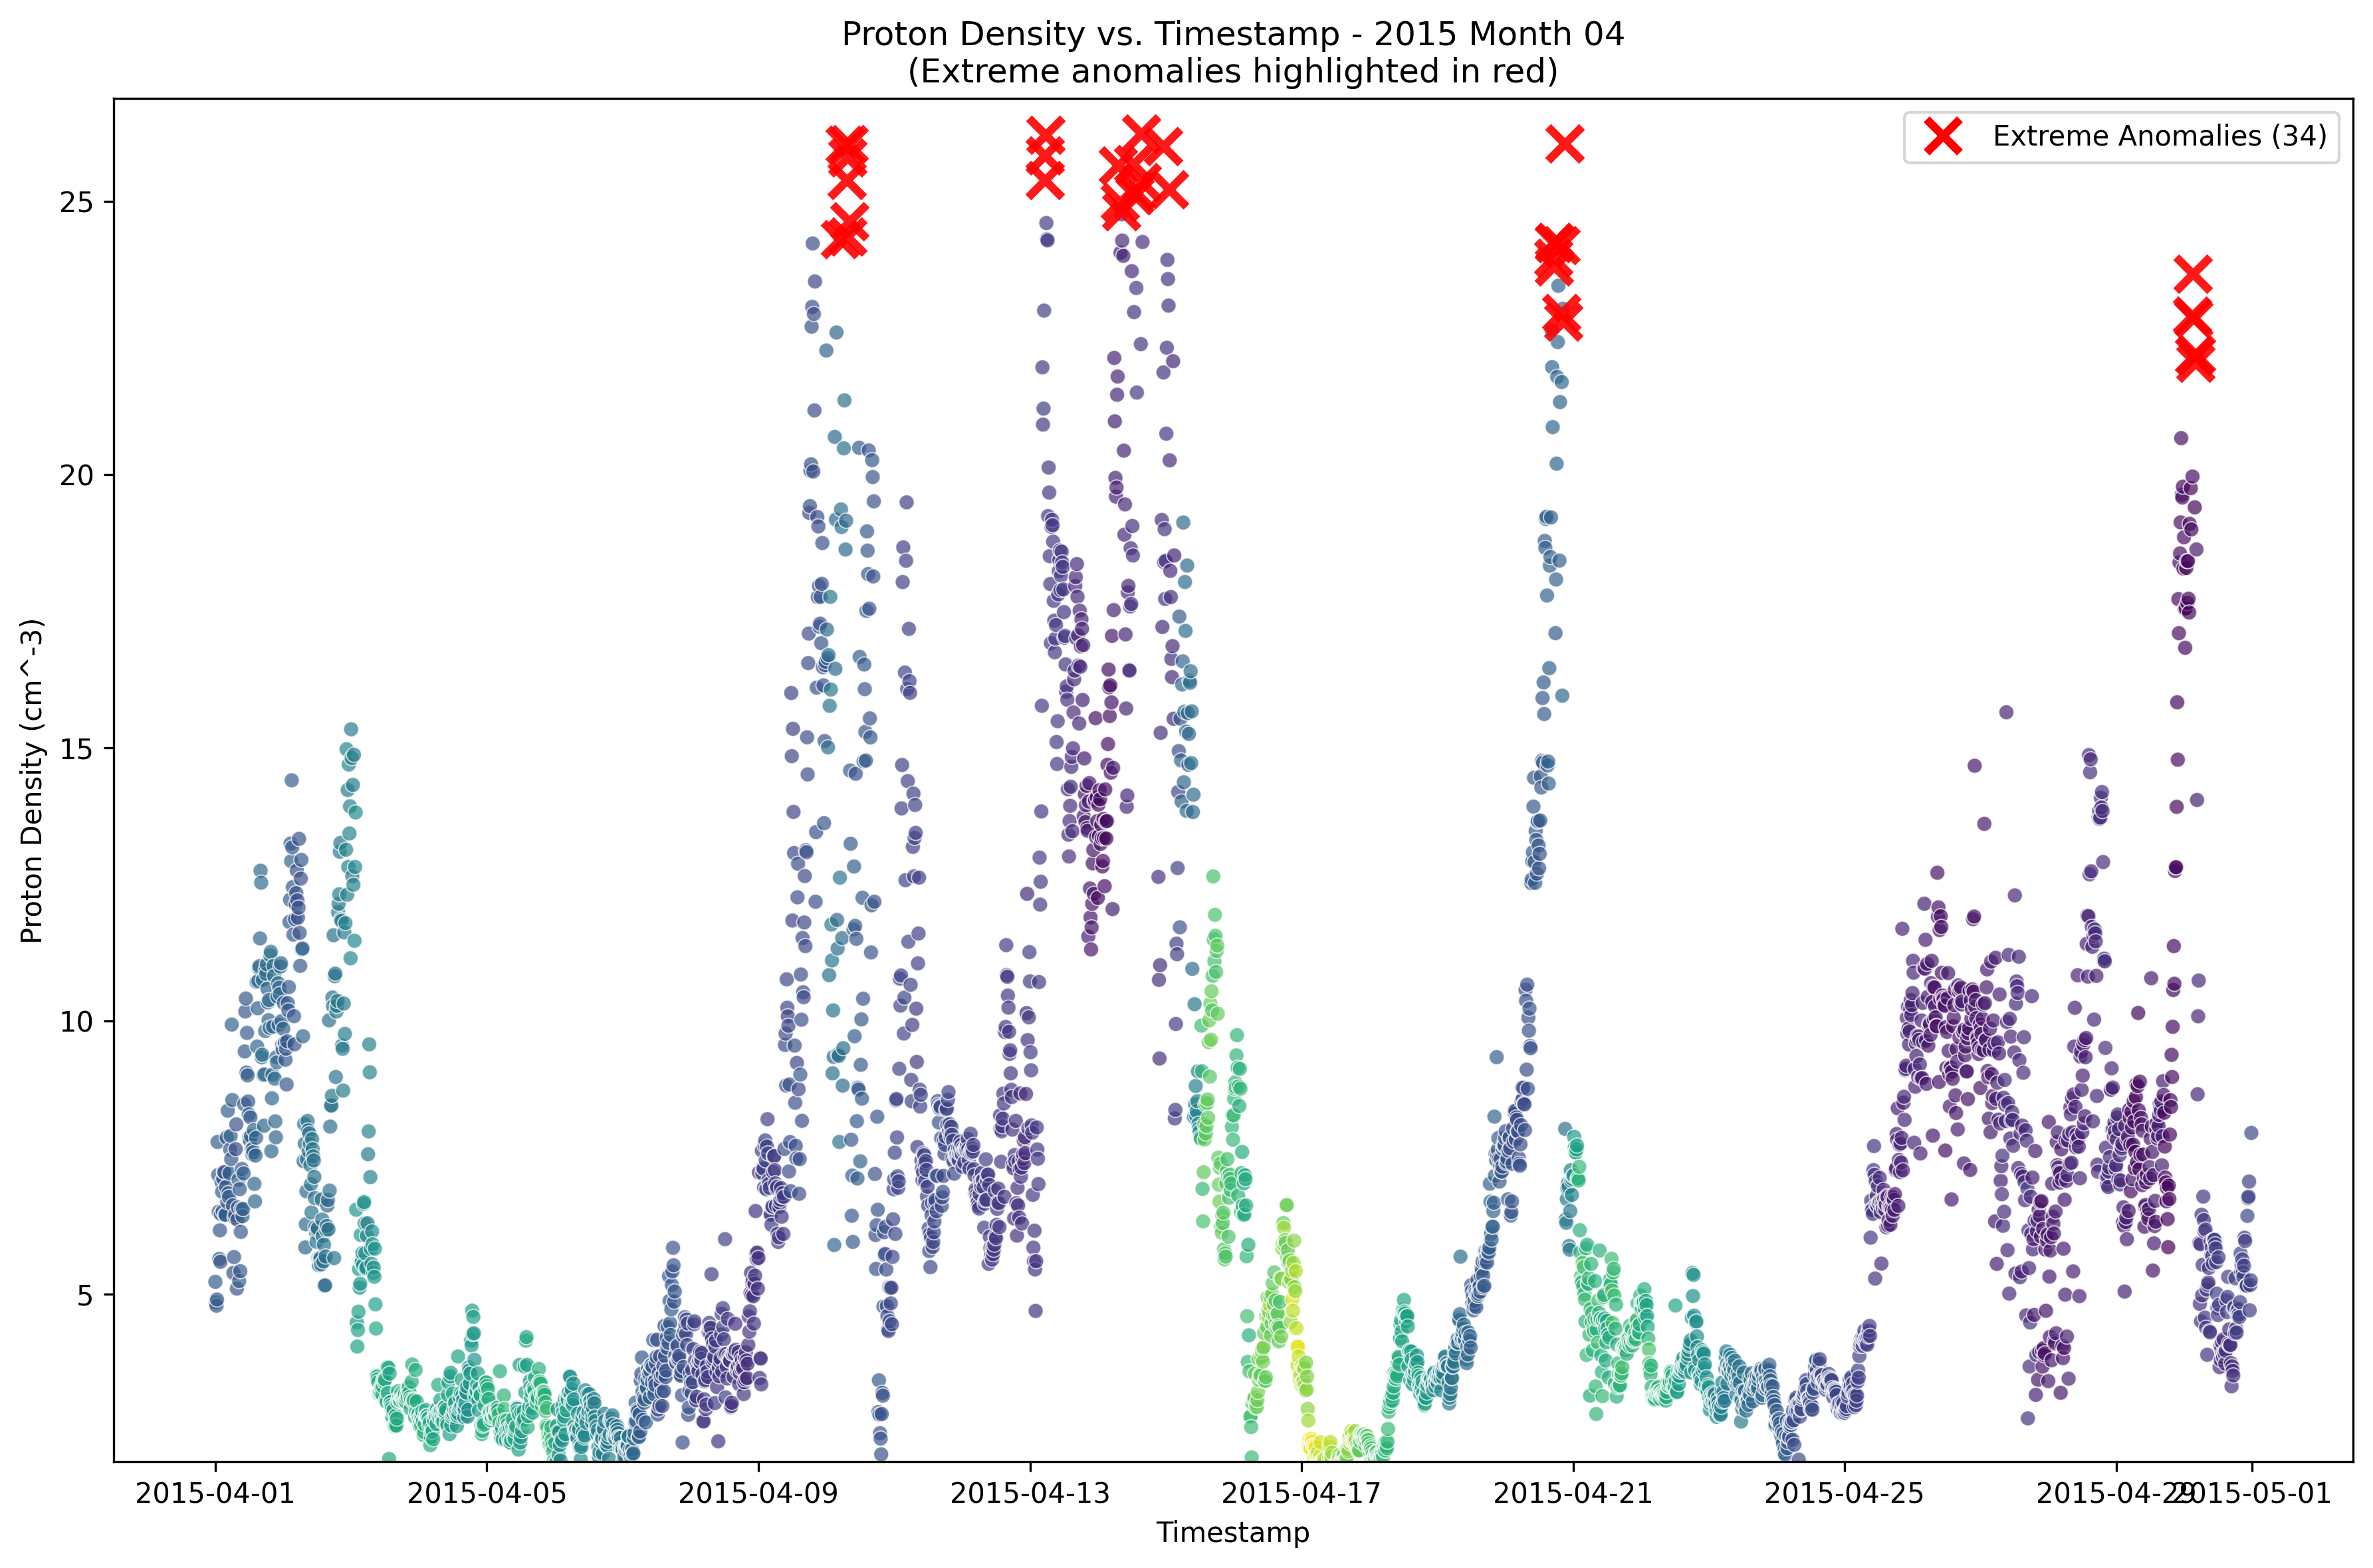 Proton Density vs. Timestamp - 2015 Month 04
(Extreme anomalies highlighted in red)
Extreme Anomalies (34)
25
20
15
10
5
Proton Density (cm^-3)
2015-04-01 2015-04-05 2015-04-09 2015-04-13 2015-04-17 2015-04-21 2015-04-25 2015-04-29 2015-05-01
Timestamp